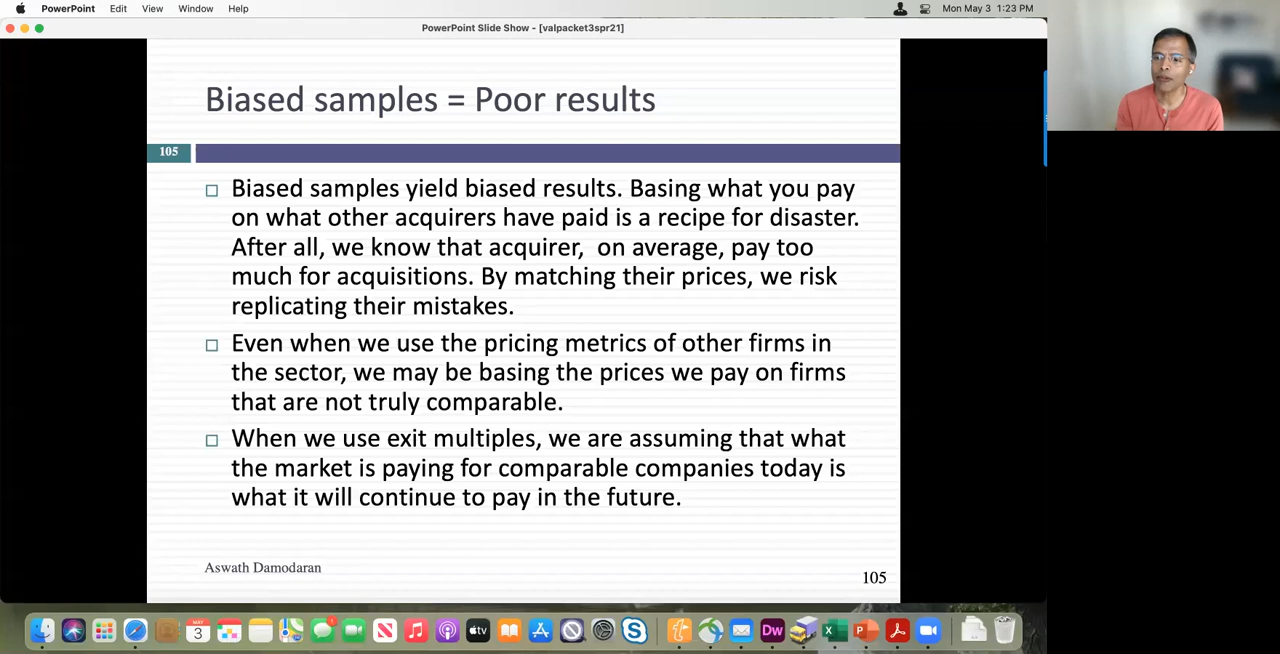 PowerPoint Edit View Window Help Mon May 3 1:23 PM
PowerPoint Slide Show - [valpacket3spr21]
Biased samples = Poor results
105
Biased samples yield biased results. Basing what you pay
on what other acquirers have paid is a recipe for disaster.
After all, we know that acquirer, on average, pay too
much for acquisitions. By matching their prices, we risk
replicating their mistakes.
Even when we use the pricing metrics of other firms in
the sector, we may be basing the prices we pay on firms
that are not truly comparable.
When we use exit multiples, we are assuming that what
the market is paying for comparable companies today is
what it will continue to pay in the future.
Aswath Damodaran
105
MAY
3
tv
Dw
X
P